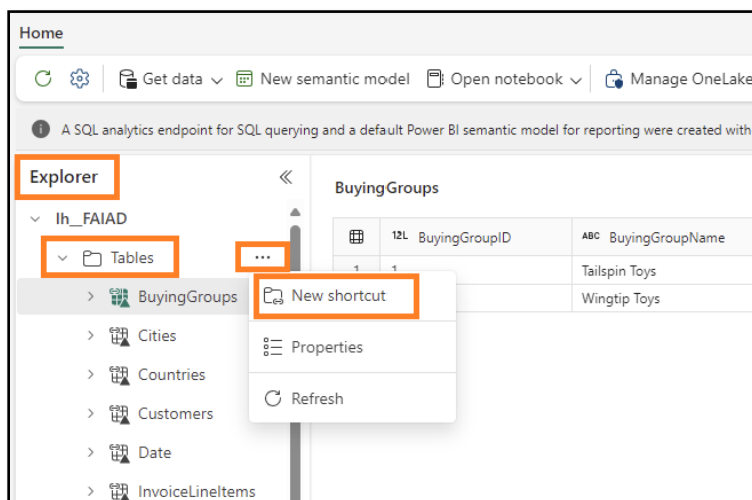 Home
Get data New semantic model Open notebook Manage OneLake
A SQL analytics endpoint for SQL querying and a default Power BI semantic model for reporting were created with
Explorer
BuyingGroups
lh_FAIAD
12L BuyingGroupID ABC BuyingGroupName
Tables ...
1 1 Tailspin Toys
BuyingGroups New shortcut Wingtip Toys
Cities
Properties
Countries
Refresh
Customers
Date
InvoiceLineItems